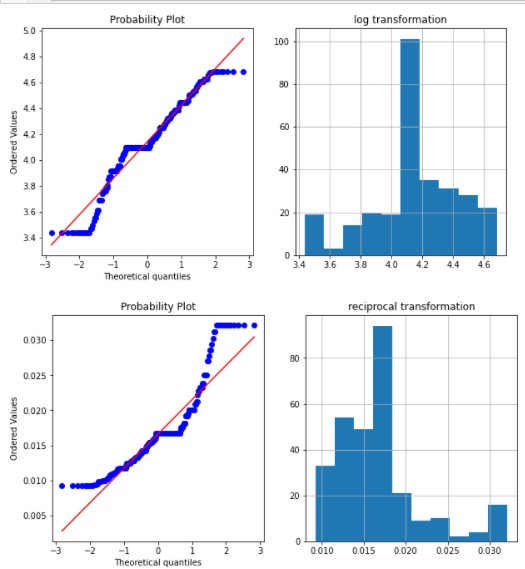 Probability Plot
5.0
4.8
4.6
4.4
4.2
4.0
3.8
3.6
3.4
Ordered Values
−3 −2 −1 0 1 2 3
Theoretical quantiles
log transformation
100
80
60
40
20
0
3.4 3.6 3.8 4.0 4.2 4.4 4.6
Probability Plot
0.030
0.025
0.020
0.015
0.010
0.005
Ordered Values
−3 −2 −1 0 1 2 3
Theoretical quantiles
reciprocal transformation
80
60
40
20
0
0.010 0.015 0.020 0.025 0.030